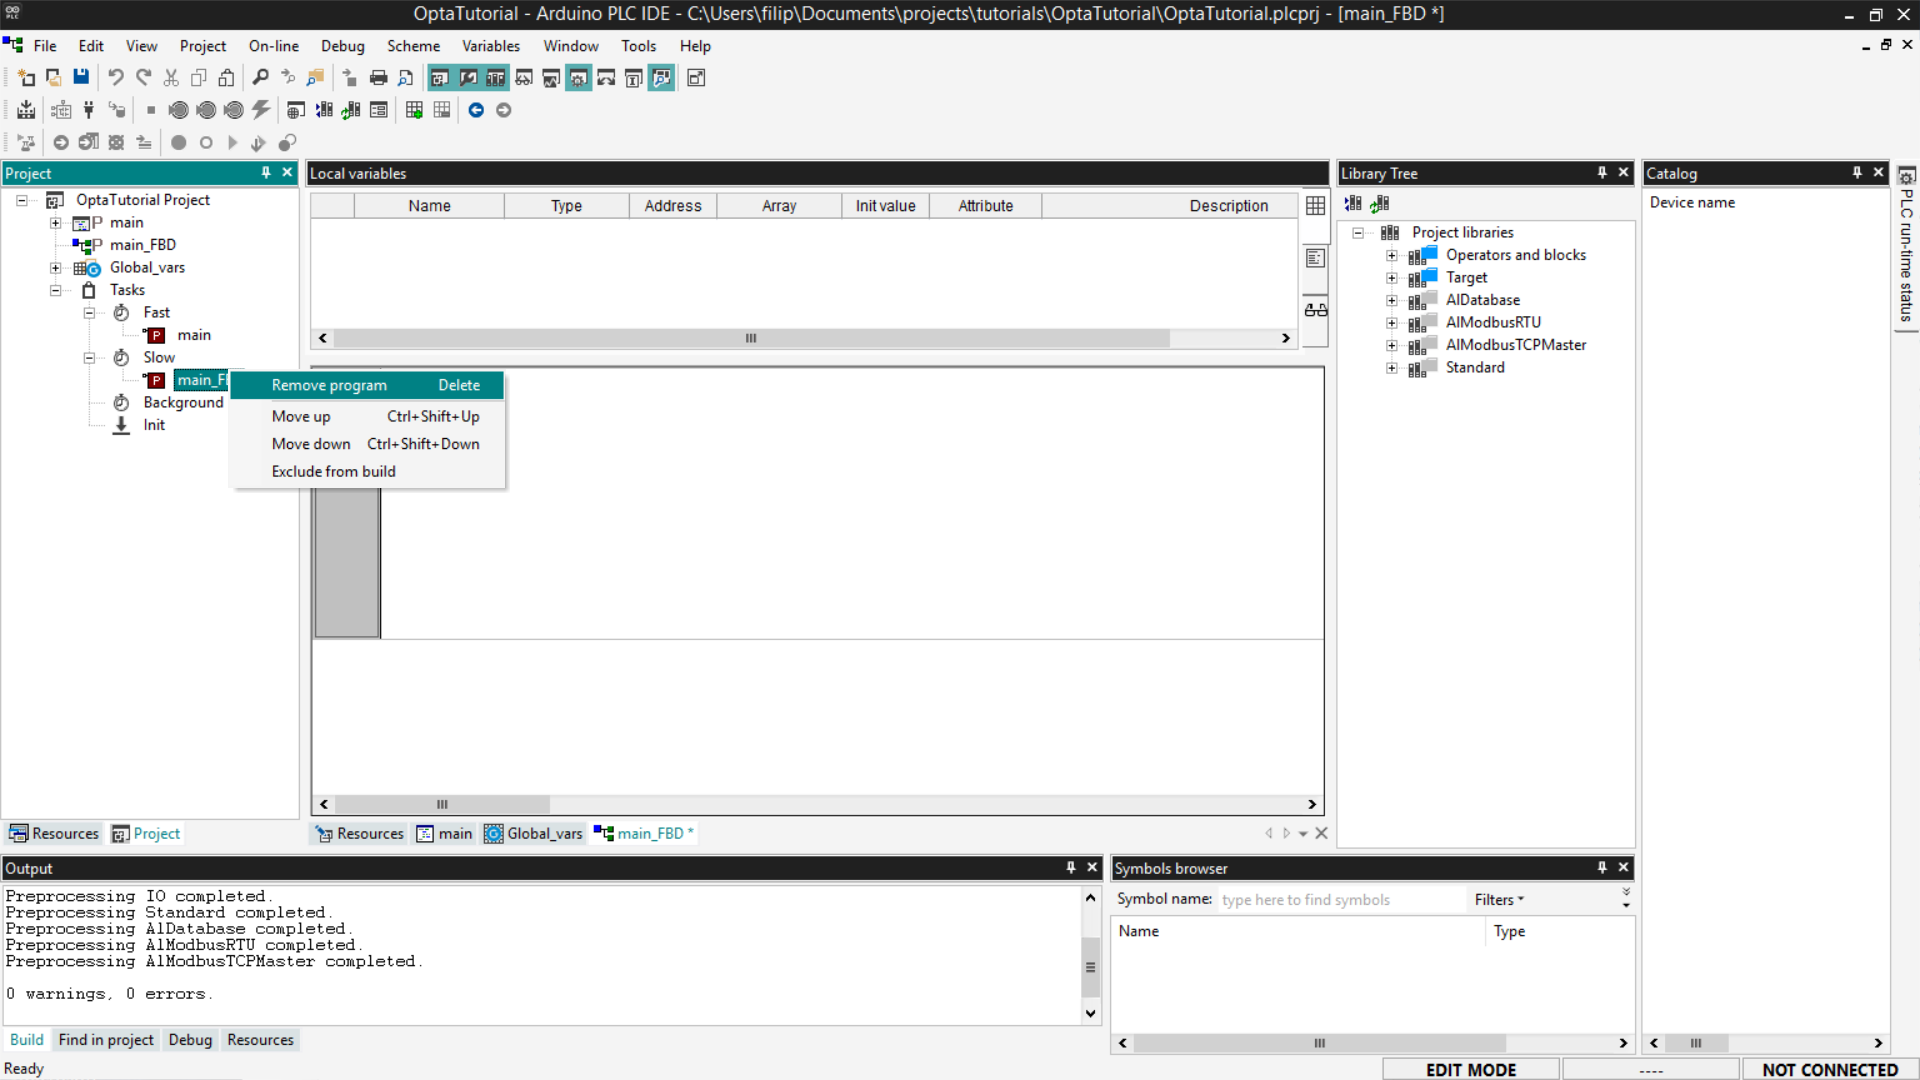 OptaTutorial - Arduino PLC IDE - C:\Users\filip\Documents\projects\tutorials\OptaTutorial\OptaTutorial.plcprj - [main_FBD *]
File Edit View Project On-line Debug Scheme Variables Window Tools Help
Project
OptaTutorial Project
P main
P main_FBD
Global_vars
Tasks
Fast
P main
Slow
P main_F
Background
Init
Remove program Delete
Move up Ctrl+Shift+Up
Move down Ctrl+Shift+Down
Exclude from build
Resources Project
Local variables
Name Type Address Array Init value Attribute Description
Resources main Global_vars main_FBD *
Library Tree
Project libraries
Operators and blocks
Target
AlDatabase
AlModbusRTU
AlModbusTCPMaster
Standard
Catalog
Device name
PLC run-time status
Output
Preprocessing IO completed.
Preprocessing Standard completed.
Preprocessing AlDatabase completed.
Preprocessing AlModbusRTU completed.
Preprocessing AlModbusTCPMaster completed.
0 warnings, 0 errors.
Build Find in project Debug Resources
Symbols browser
Symbol name: type here to find symbols Filters
Name Type
Ready
EDIT MODE ---- NOT CONNECTED